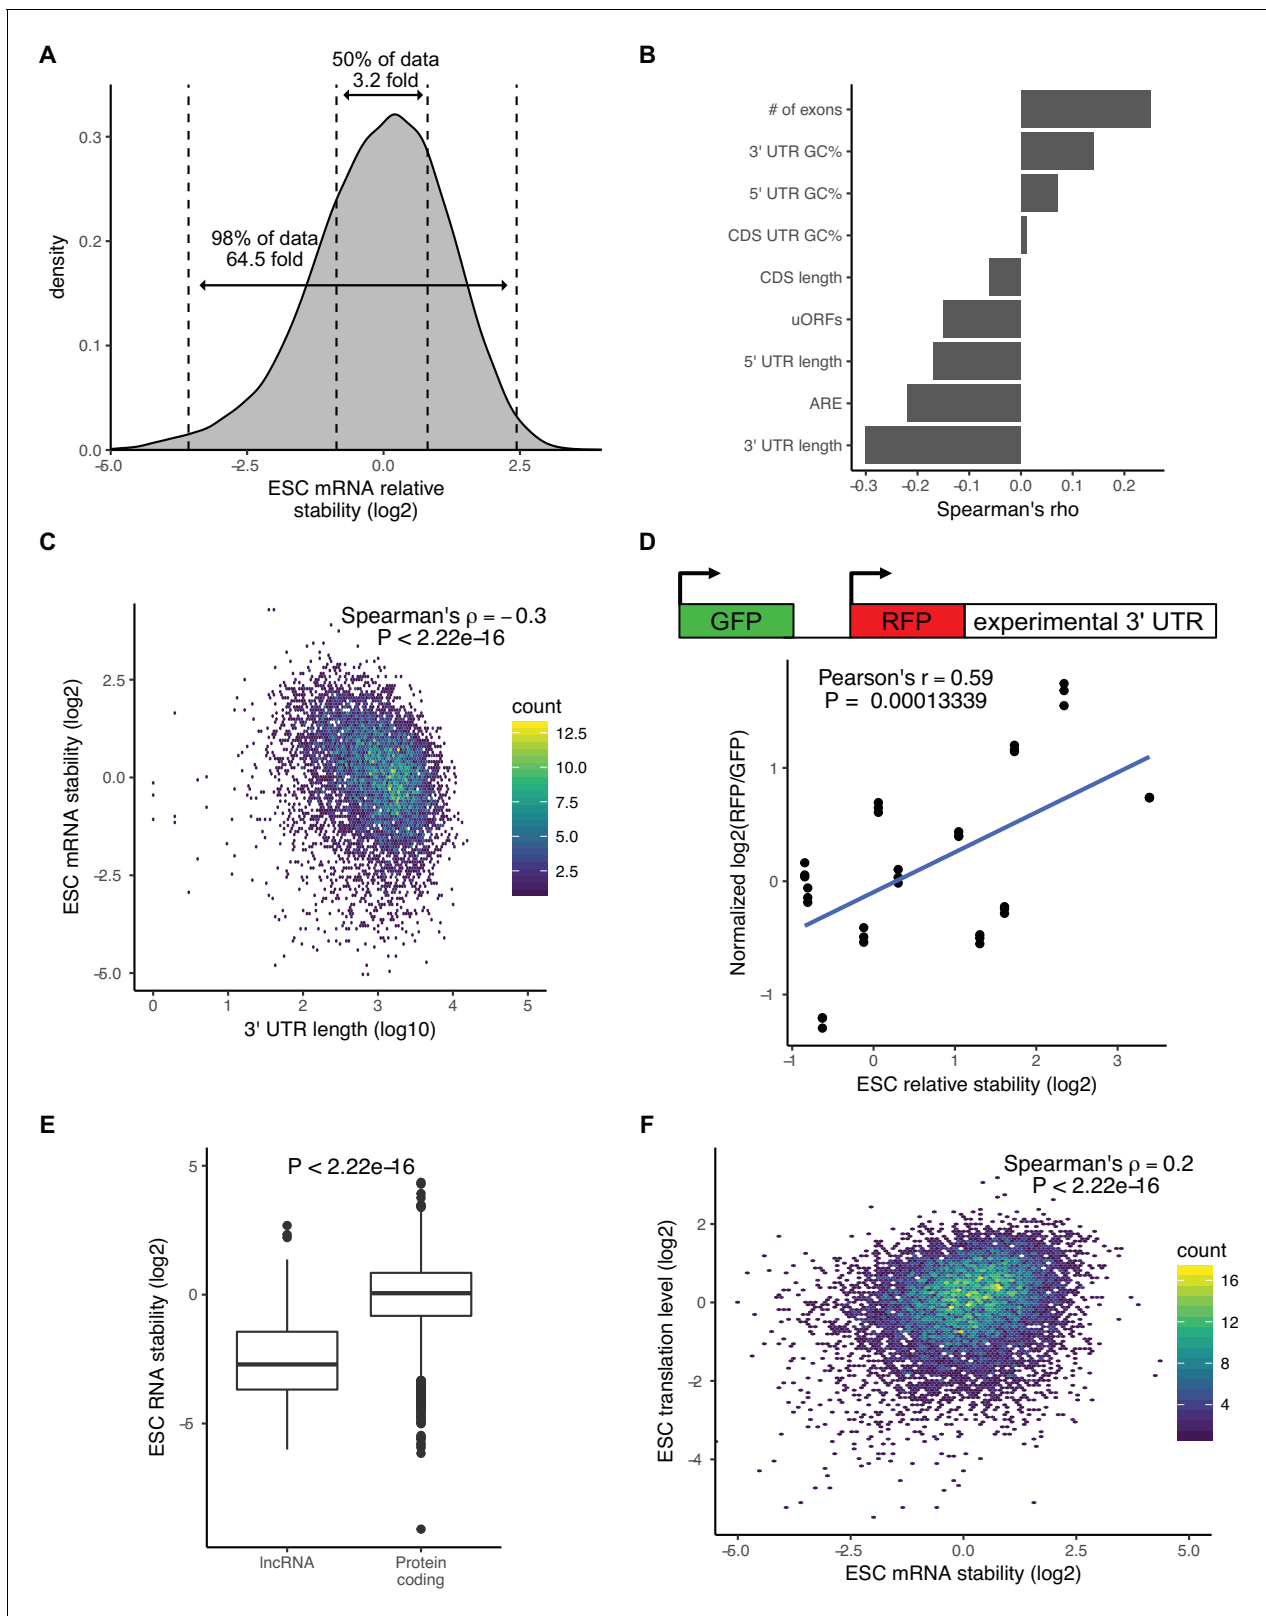 A
50% of data
3.2 fold
98% of data
64.5 fold
0.3
0.2
0.1
0.0
density
-5.0
-2.5
0.0
2.5
ESC mRNA relative
stability (log2)
B
# of exons
3' UTR GC%
5' UTR GC%
CDS UTR GC%
CDS length
uORFs
5' UTR length
ARE
3' UTR length
-0.3
-0.2
-0.1
0.0
0.1
0.2
Spearman's rho
C
Spearman's ρ = -0.3
P < 2.22e-16
2.5
0.0
-2.5
-5.0
ESC mRNA stability (log2)
0
1
2
3
4
5
3' UTR length (log10)
count
12.5
10.0
7.5
5.0
2.5
D
GFP
RFP
experimental 3' UTR
Pearson's r = 0.59
P = 0.00013339
1
0
-1
Normalized log2(RFP/GFP)
-1
0
1
2
3
ESC relative stability (log2)
E
P < 2.22e-16
5
0
-5
ESC RNA stability (log2)
lncRNA
Protein
coding
F
Spearman's ρ = 0.2
P < 2.22e-16
2
0
-2
-4
ESC translation level (log2)
-5.0
-2.5
0.0
2.5
5.0
ESC mRNA stability (log2)
count
16
12
8
4